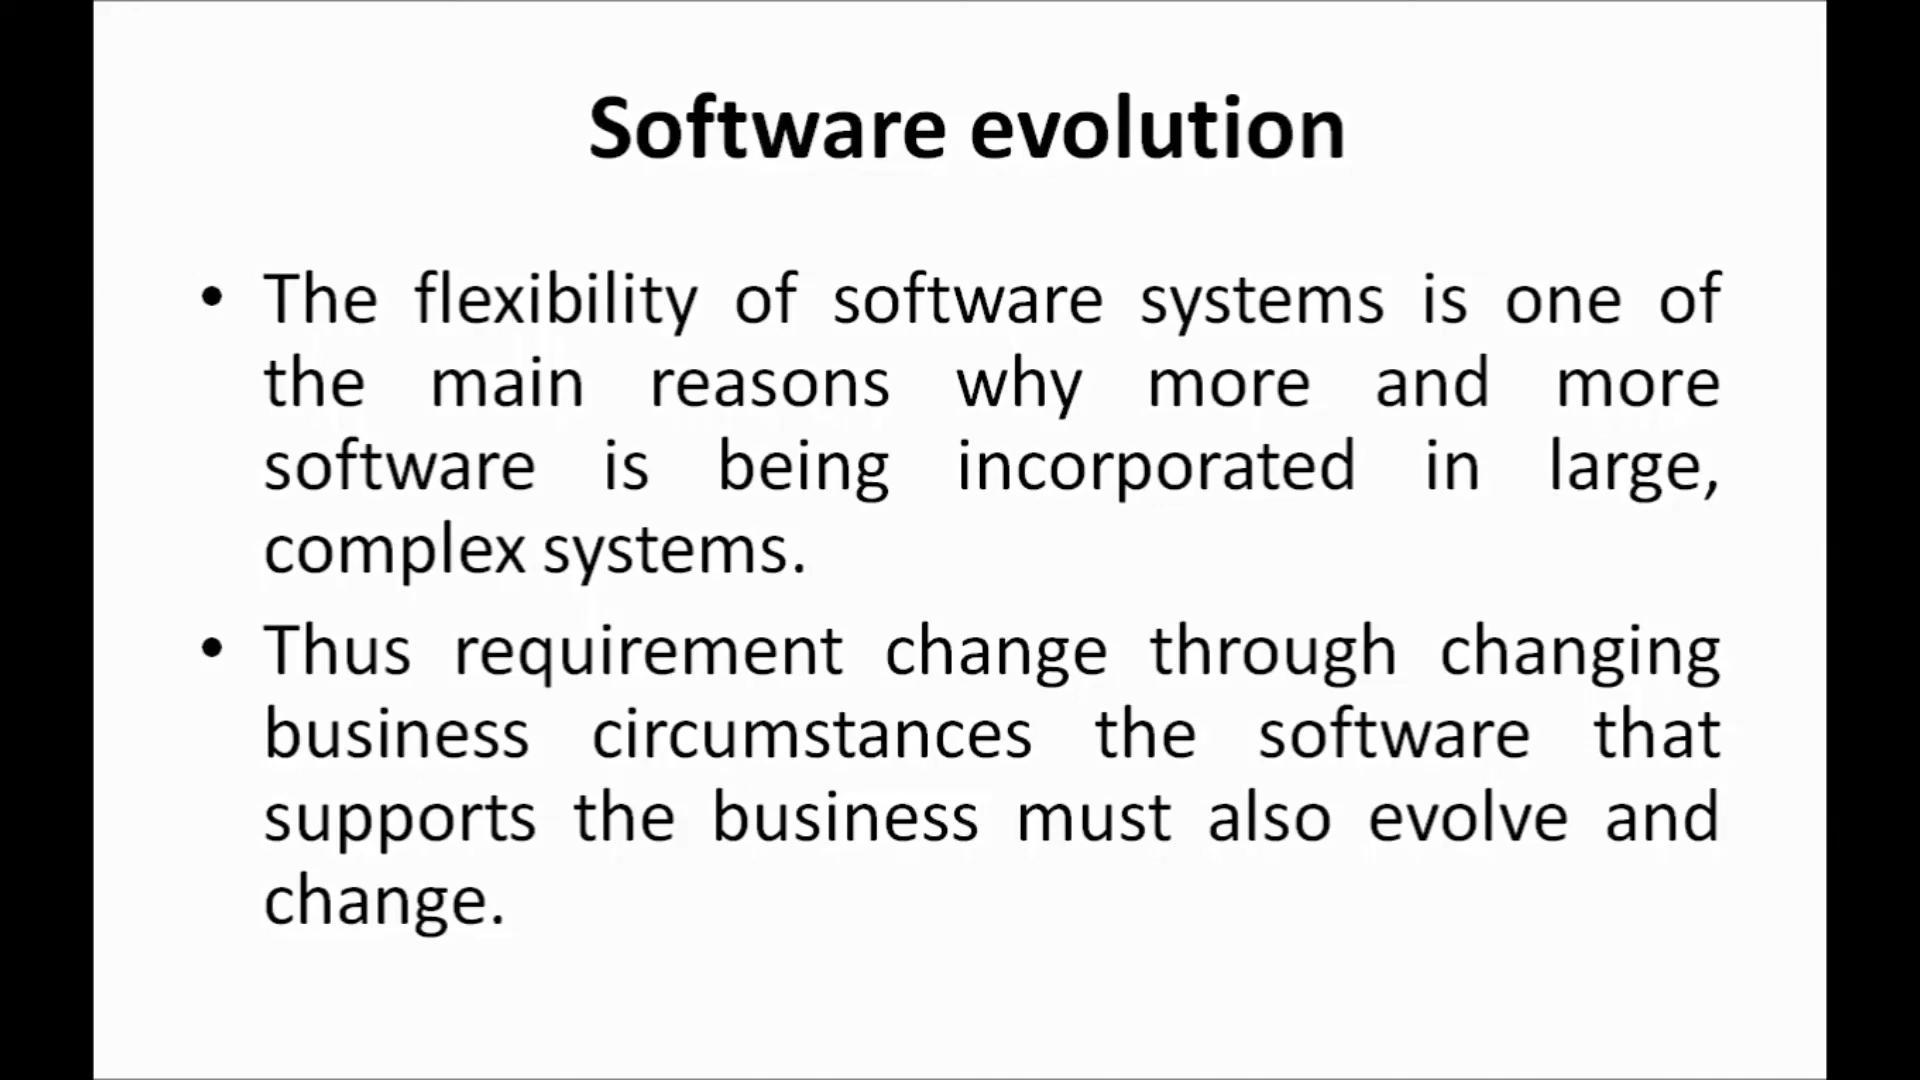 Software evolution
• The flexibility of software systems is one of
the main reasons why more and more
software is being incorporated in large,
complex systems.
• Thus requirement change through changing
business circumstances the software that
supports the business must also evolve and
change.